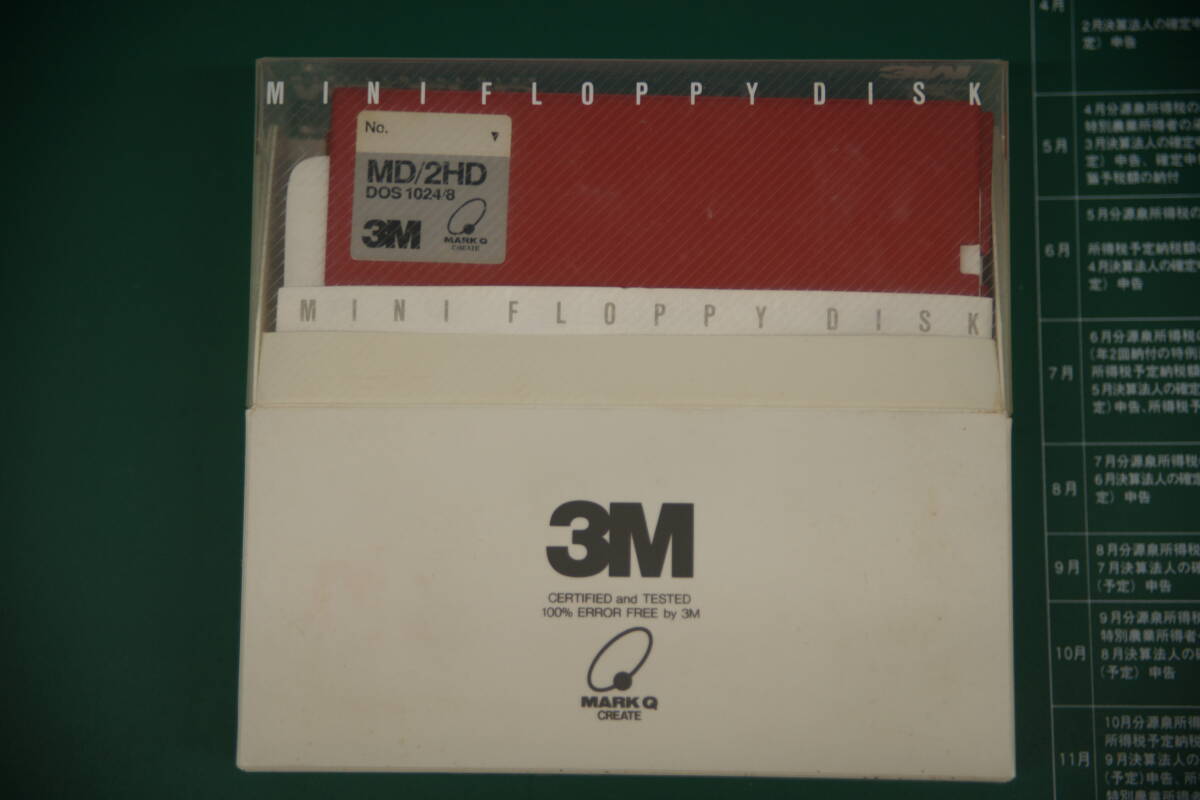 MINI FLOPPY DISK
3M
No.
MD/2HD
DOS 1024/8
3M
MARK Q
CREATE
MINI FLOPPY DISK
3M
CERTIFIED and TESTED
100% ERROR FREE by 3M
MARK Q
CREATE
4月
2月決算法人の確定
定) 申告
5月
4月分源泉所得税の
特別農業所得者の
3月決算法人の確定
定) 申告、確定申
篇予税額の納付
6月
5月分源泉所得税の
所得税予定納税額
4月決算法人の確定
定) 申告
7月
6月分源泉所得税の
(年2回納付の特例
所得税予定納税額
5月決算法人の確定
定)申告、所得税予
8月
7月分源泉所得税
6月決算法人の確定
定) 申告
9月
8月分源泉所得税
7月決算法人の確
(予定) 申告
10月
9月分源泉所得税
特別農業所得者
8月決算法人の確
(予定) 申告
11月
10月分源泉所得
所得税予定納税
9月決算法人の
(予定)申告、所
特別農業所得者